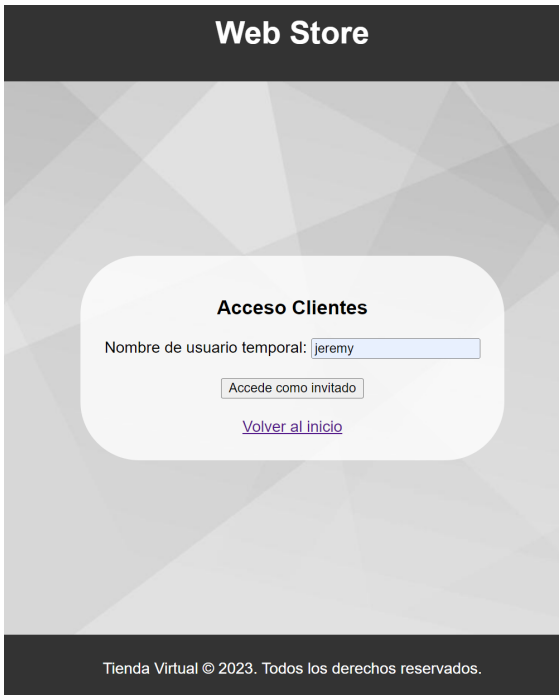 Web Store
Acceso Clientes
Nombre de usuario temporal: jeremy
Accede como invitado
Volver al inicio
Tienda Virtual © 2023. Todos los derechos reservados.